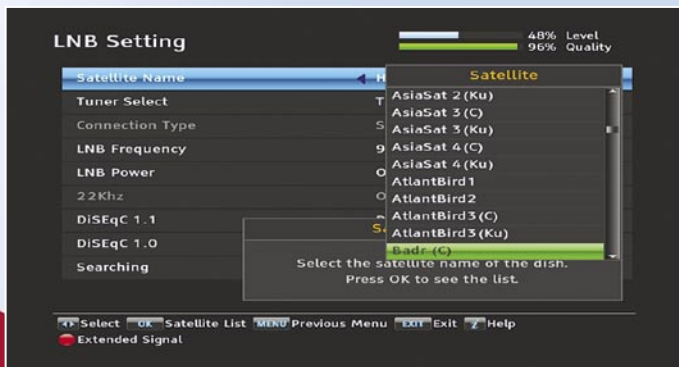 LNB Setting
48% Level
96% Quality
Satellite Name
H
Satellite
Tuner Select
T
AsiaSat 2 (Ku)
AsiaSat 3 (C)
Connection Type
S
AsiaSat 3 (Ku)
LNB Frequency
9
AsiaSat 4 (C)
AsiaSat 4 (Ku)
LNB Power
O
AtlantBird1
22Khz
O
AtlantBird2
DiSEqC 1.1
AtlantBird3 (C)
AtlantBird3 (Ku)
DiSEqC 1.0
Badr (C)
Searching
Select the satellite name of the dish.
Press OK to see the list.
Select OK Satellite List MENU Previous Menu EXIT Exit i Help
Extended Signal